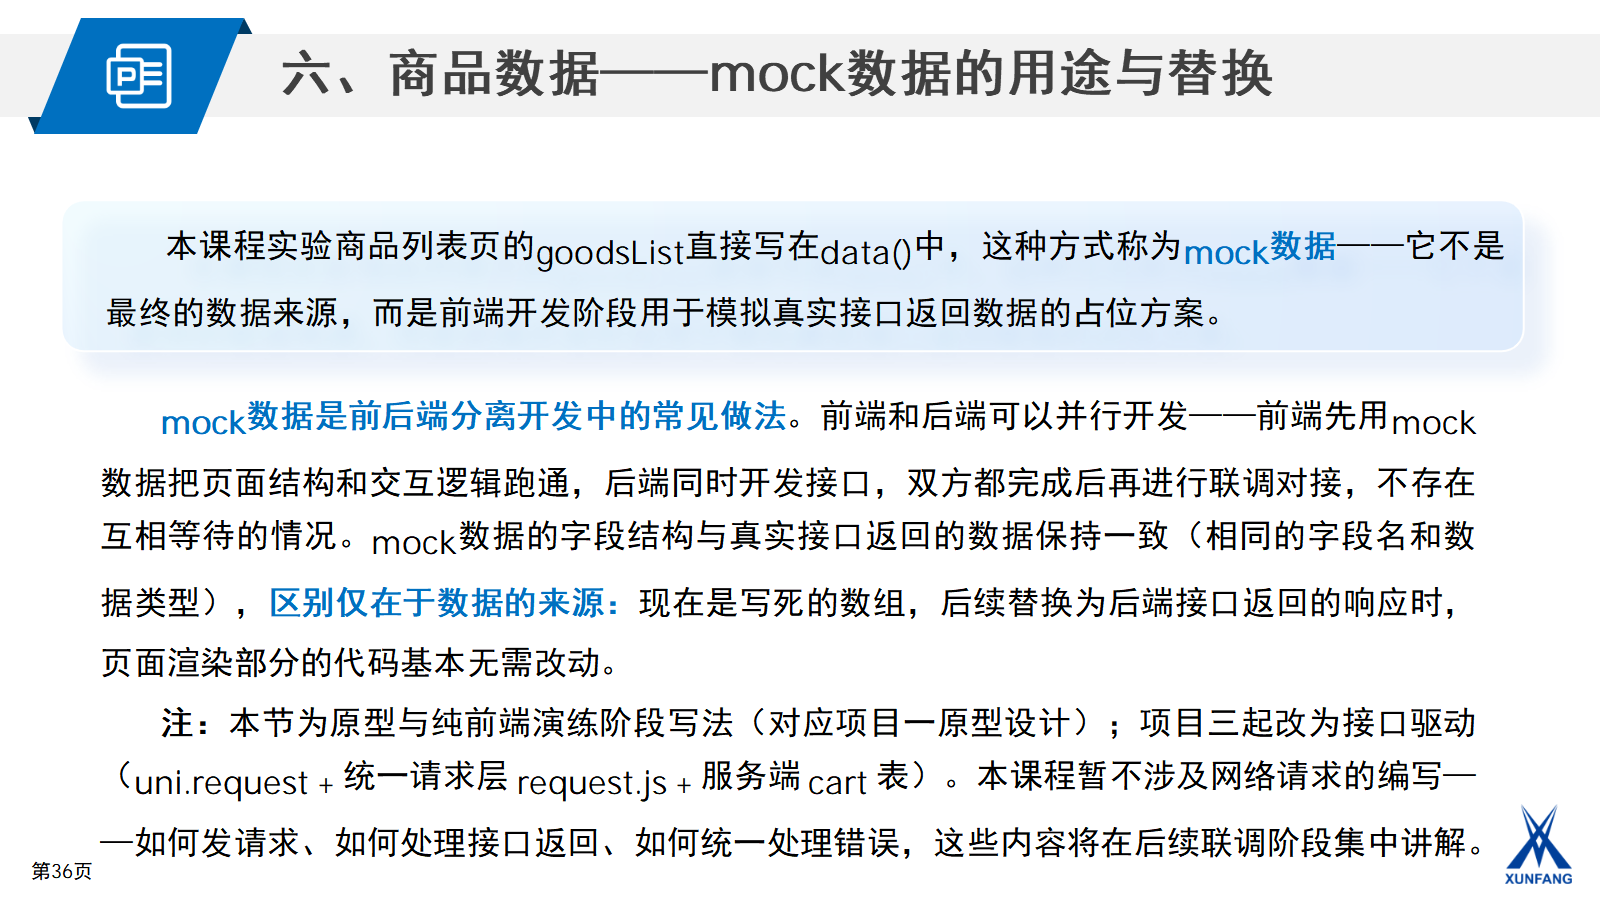 六、商品数据——mock数据的用途与替换
本课程实验商品列表页的goodsList直接写在data()中，这种方式称为mock数据——它不是
最终的数据来源，而是前端开发阶段用于模拟真实接口返回数据的占位方案。
mock数据是前后端分离开发中的常见做法。前端和后端可以并行开发——前端先用mock
数据把页面结构和交互逻辑跑通，后端同时开发接口，双方都完成后再进行联调对接，不存在
互相等待的情况。mock数据的字段结构与真实接口返回的数据保持一致（相同的字段名和数
据类型），区别仅在于数据的来源：现在是写死的数组，后续替换为后端接口返回的响应时，
页面渲染部分的代码基本无需改动。
注：本节为原型与纯前端演练阶段写法（对应项目一原型设计）；项目三起改为接口驱动
（uni.request + 统一请求层 request.js + 服务端 cart 表）。本课程暂不涉及网络请求的编写—
—如何发请求、如何处理接口返回、如何统一处理错误，这些内容将在后续联调阶段集中讲解。
第36页
XUNFANG